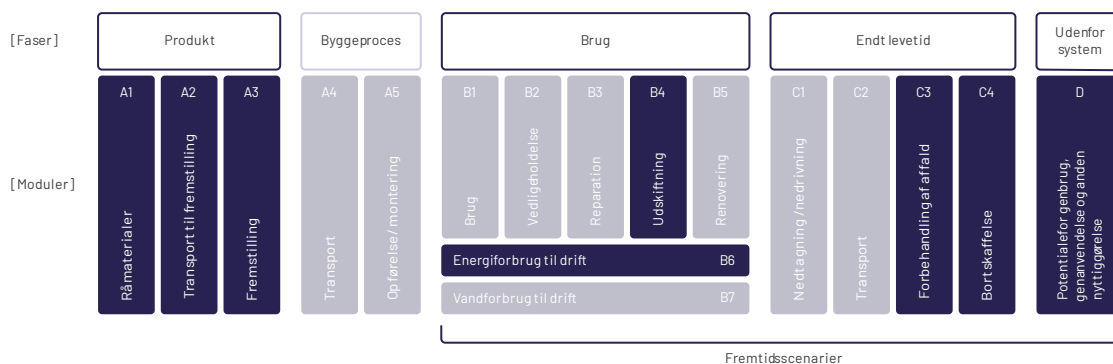 [Faser]
Produkt
Byggeproces
Brug
Endt levetid
Udenfor
system
[Moduler]
A1
Råmaterialer
A2
Transport til fremstilling
A3
Fremstilling
A4
Transport
A5
Opførelse/montering
B1
Brug
B2
Vedligeholdelse
B3
Reparation
B4
Udskiftning
B5
Renovering
Energiforbrug til drift B6
Vandforbrug til drift B7
C1
Nedtagning/nedrivning
C2
Transport
C3
Forbehandling af affald
C4
Bortskaffelse
D
Potentiale for genbrug,
genanvendelse og anden
nyttiggørelse
Fremtidsscenarier